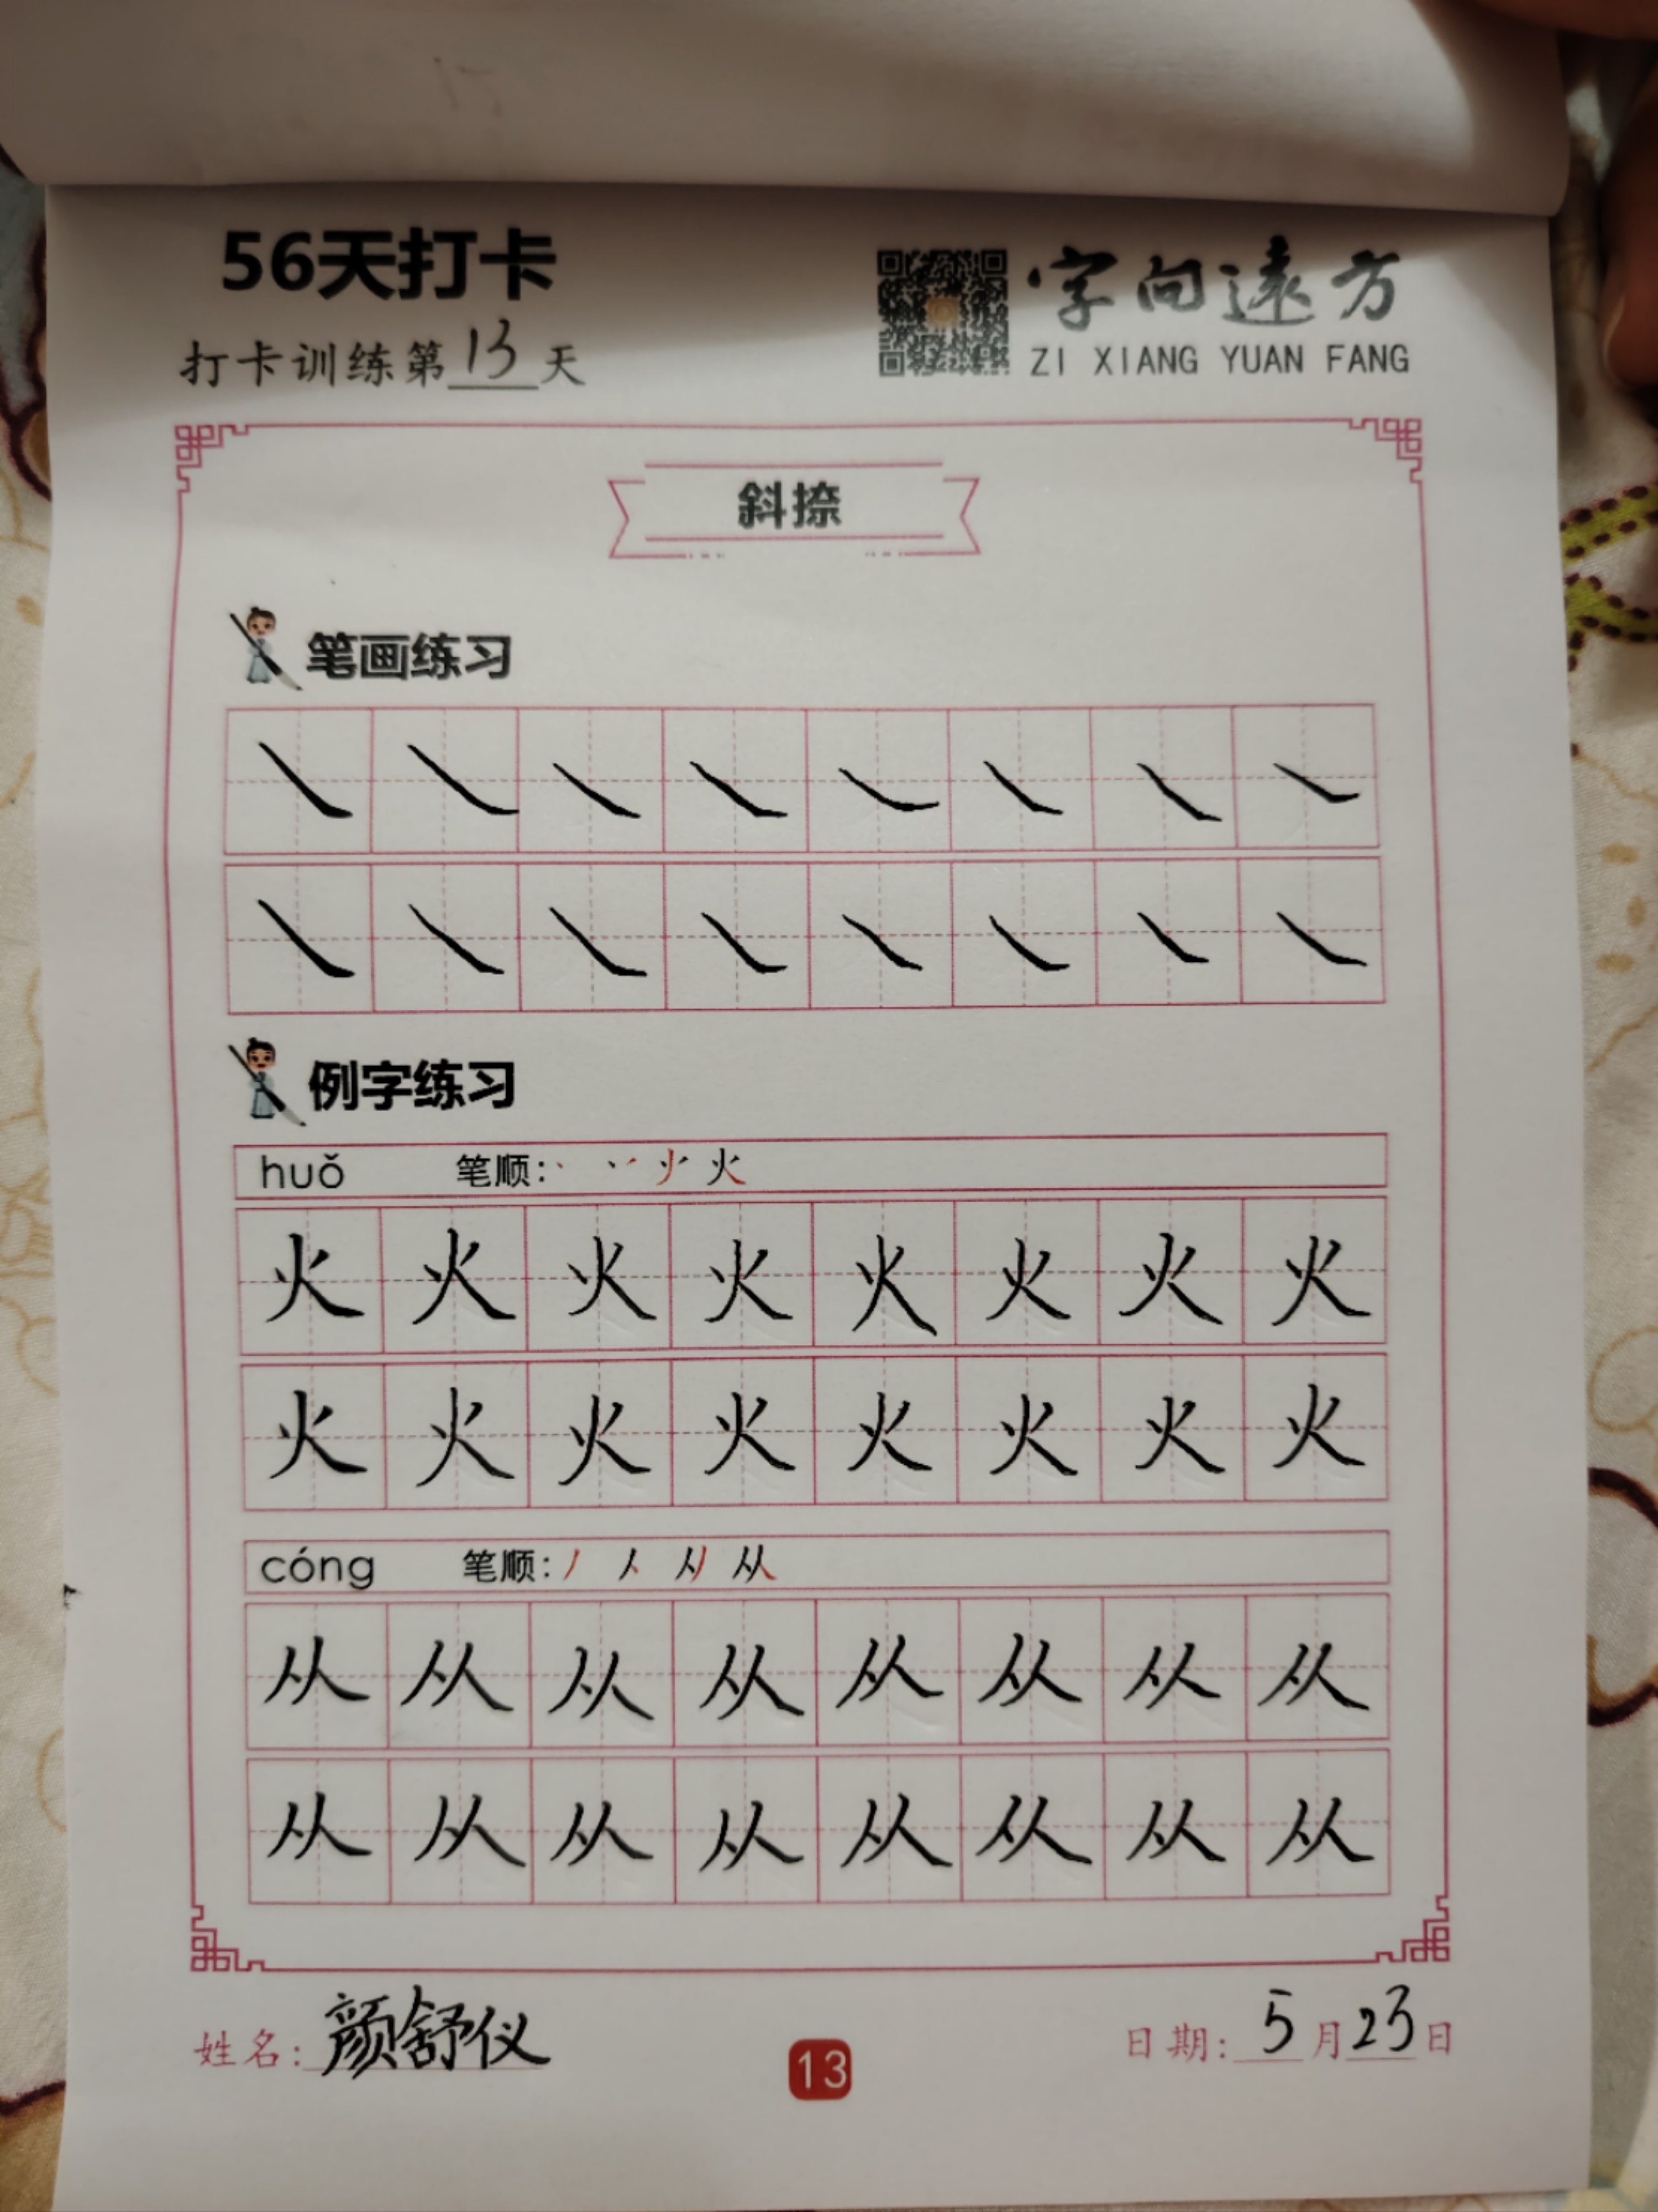 56天打卡
字向远方
打卡训练第13天
ZI XIANG YUAN FANG
斜捺
笔画练习
例字练习
huǒ 笔顺: 火
火 火 火 火 火 火 火 火
火 火 火 火 火 火 火 火
cóng 笔顺: 丿 人 从
从 从 从 从 从 从 从 从
从 从 从 从 从 从 从 从
姓名: 颜舒仪
13
日期: 5月23日